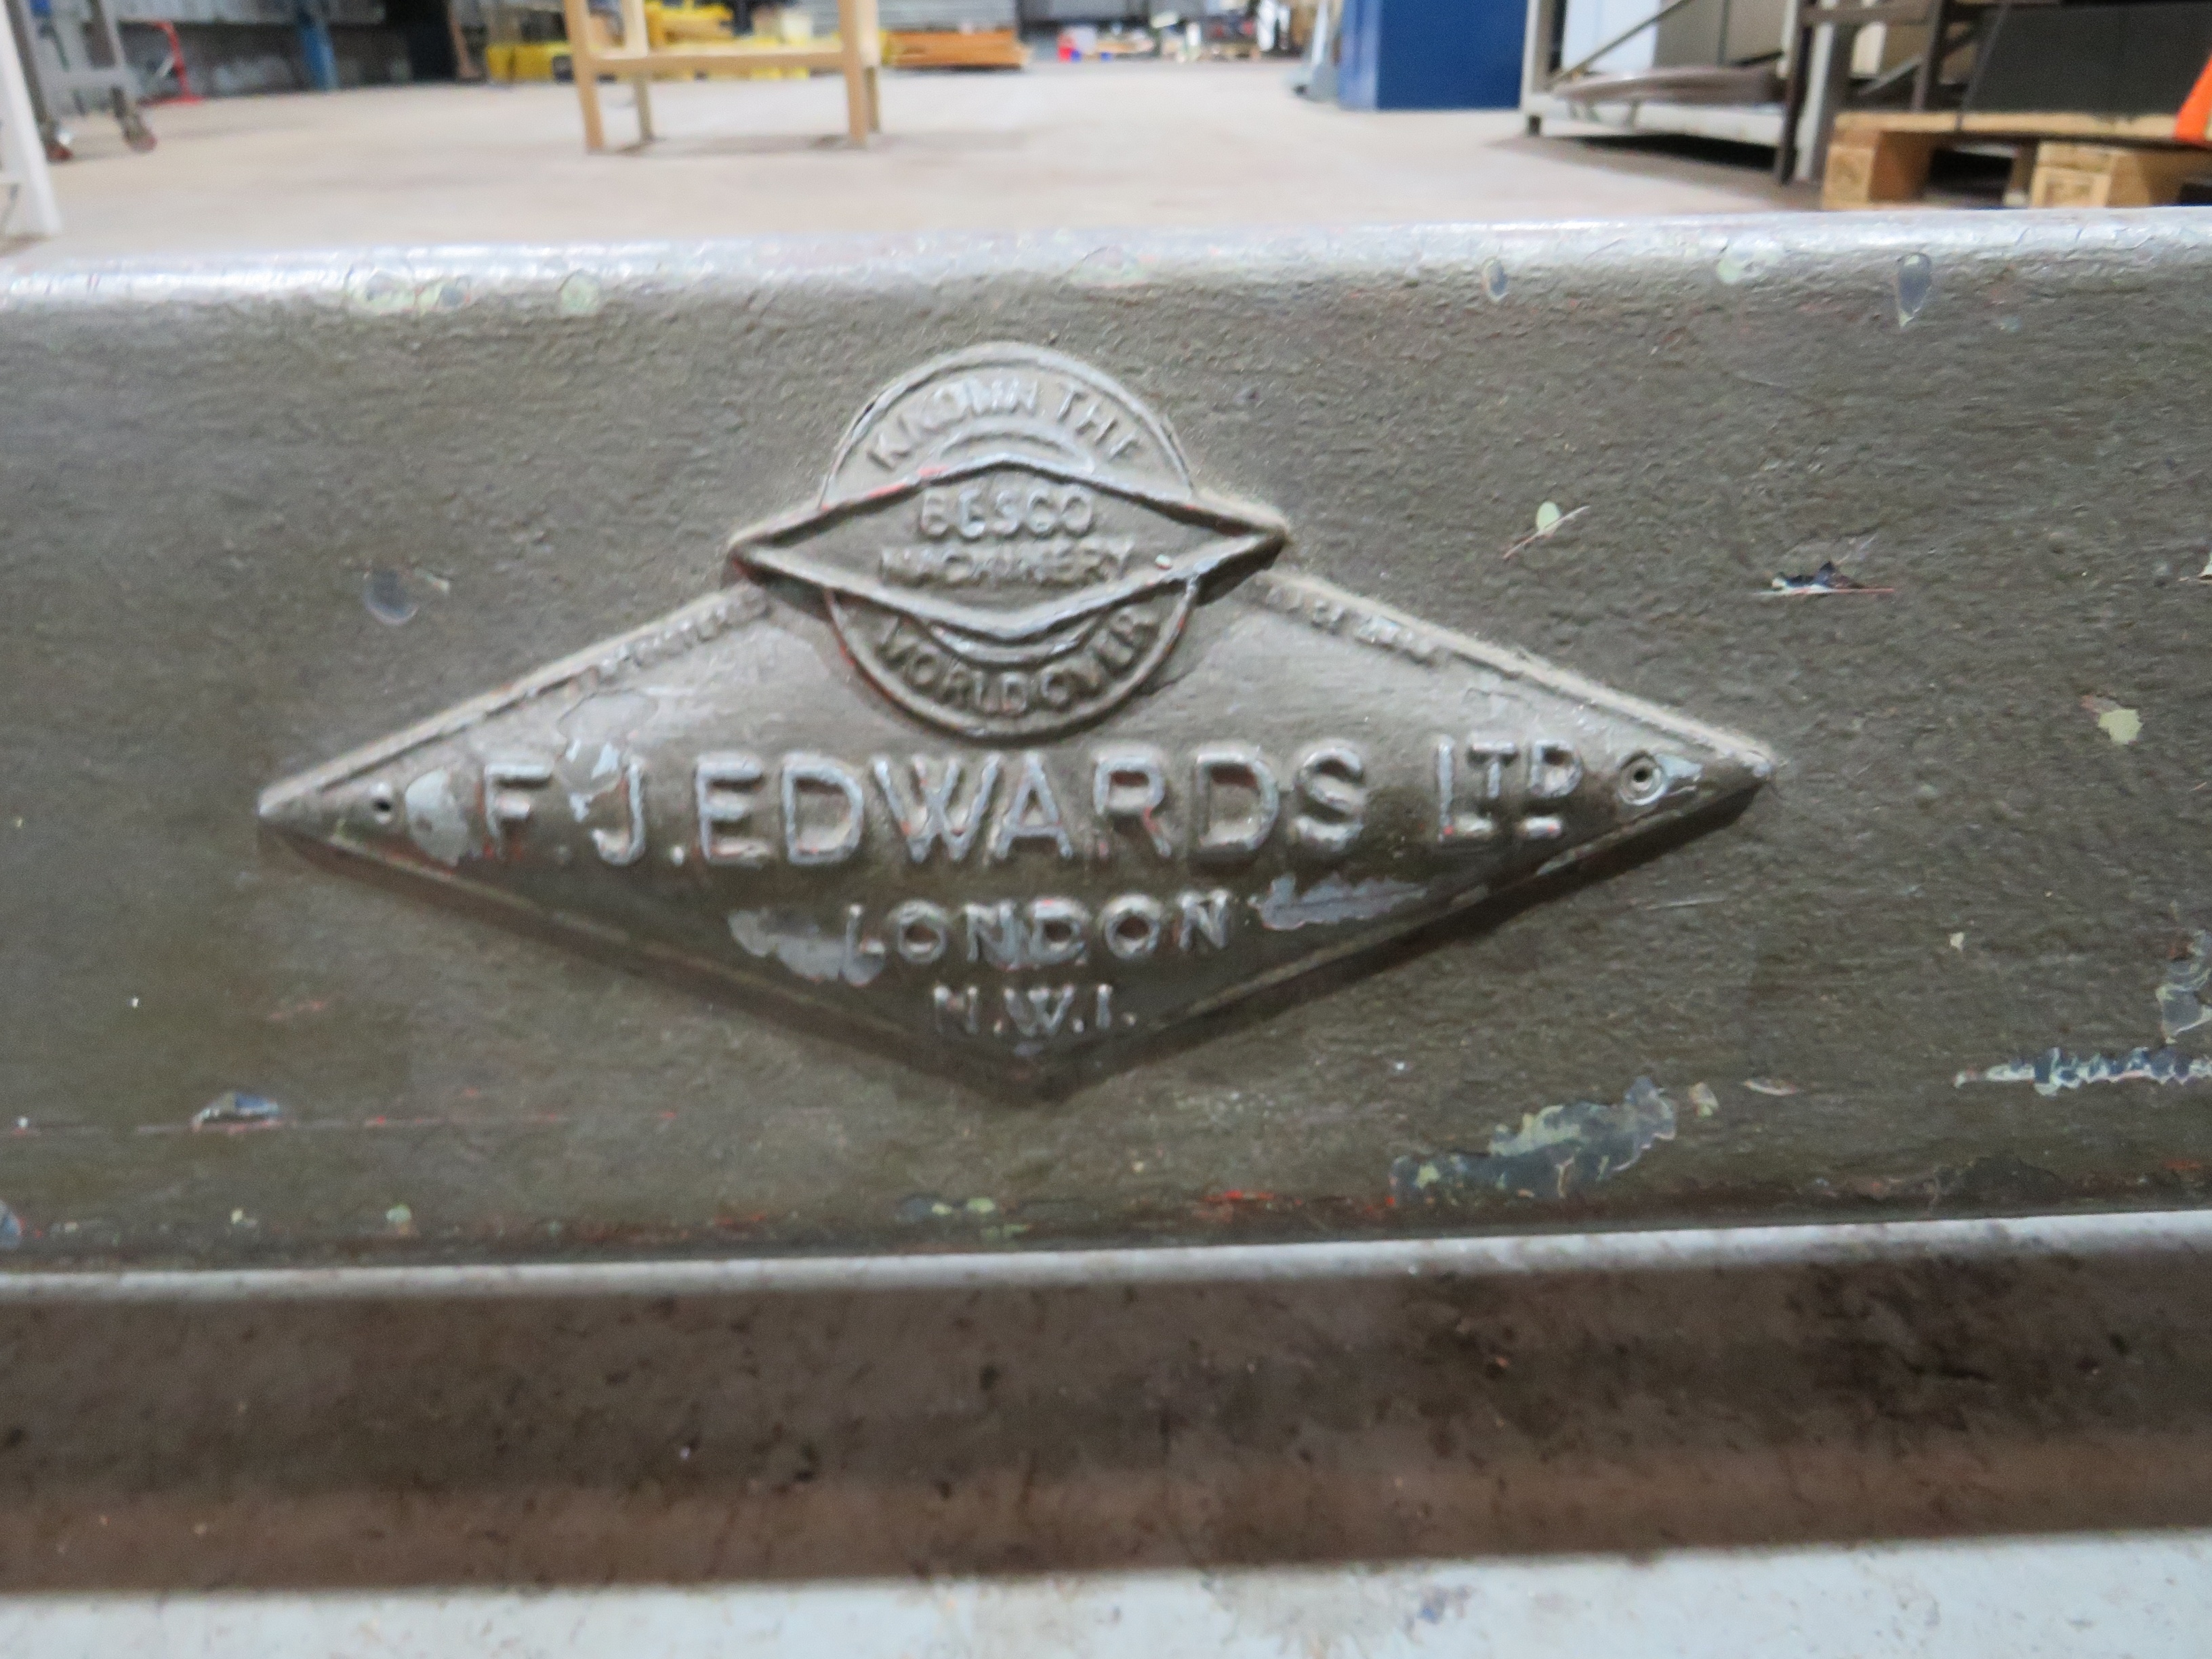 KNOWN THE
BESCO
MACHINERY
WORLD OVER
F.J. EDWARDS LTD
LONDON
N.W.1.